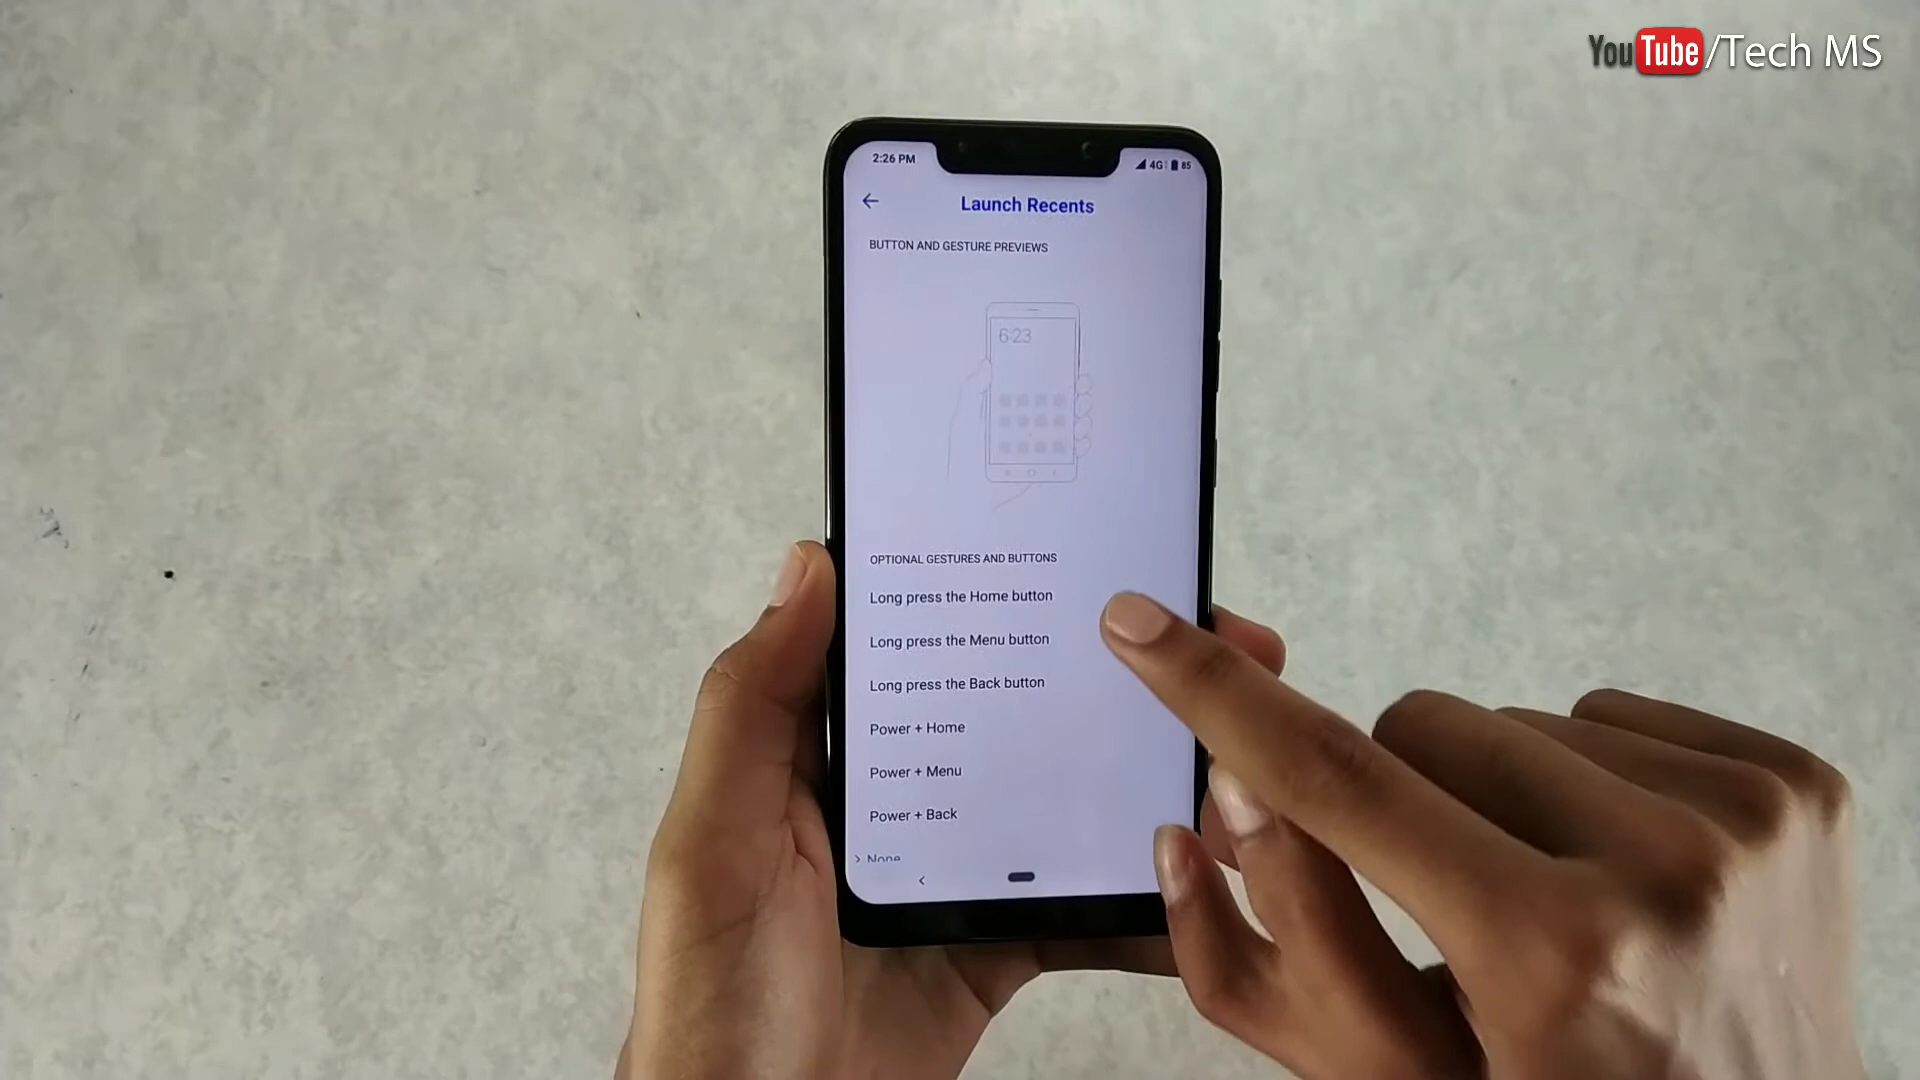 YouTube/Tech MS
2:26 PM
4G 85
Launch Recents
BUTTON AND GESTURE PREVIEWS
6:23
OPTIONAL GESTURES AND BUTTONS
Long press the Home button
Long press the Menu button
Long press the Back button
Power + Home
Power + Menu
Power + Back
None